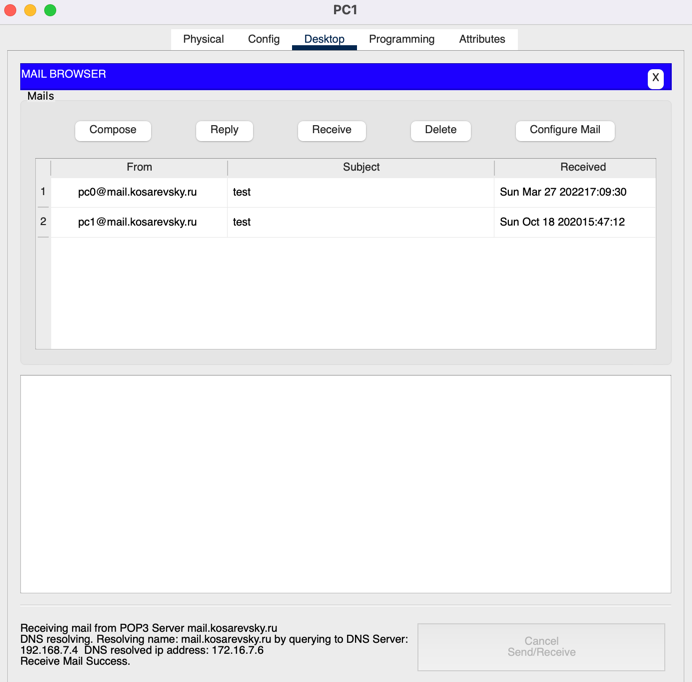 PC1
Physical Config Desktop Programming Attributes
MAIL BROWSER X
Mails
Compose Reply Receive Delete Configure Mail
From Subject Received
1 pc0@mail.kosarevsky.ru test Sun Mar 27 202217:09:30
2 pc1@mail.kosarevsky.ru test Sun Oct 18 202015:47:12
Receiving mail from POP3 Server mail.kosarevsky.ru
DNS resolving. Resolving name: mail.kosarevsky.ru by querying to DNS Server:
192.168.7.4  DNS resolved ip address: 172.16.7.6
Receive Mail Success.
Cancel
Send/Receive